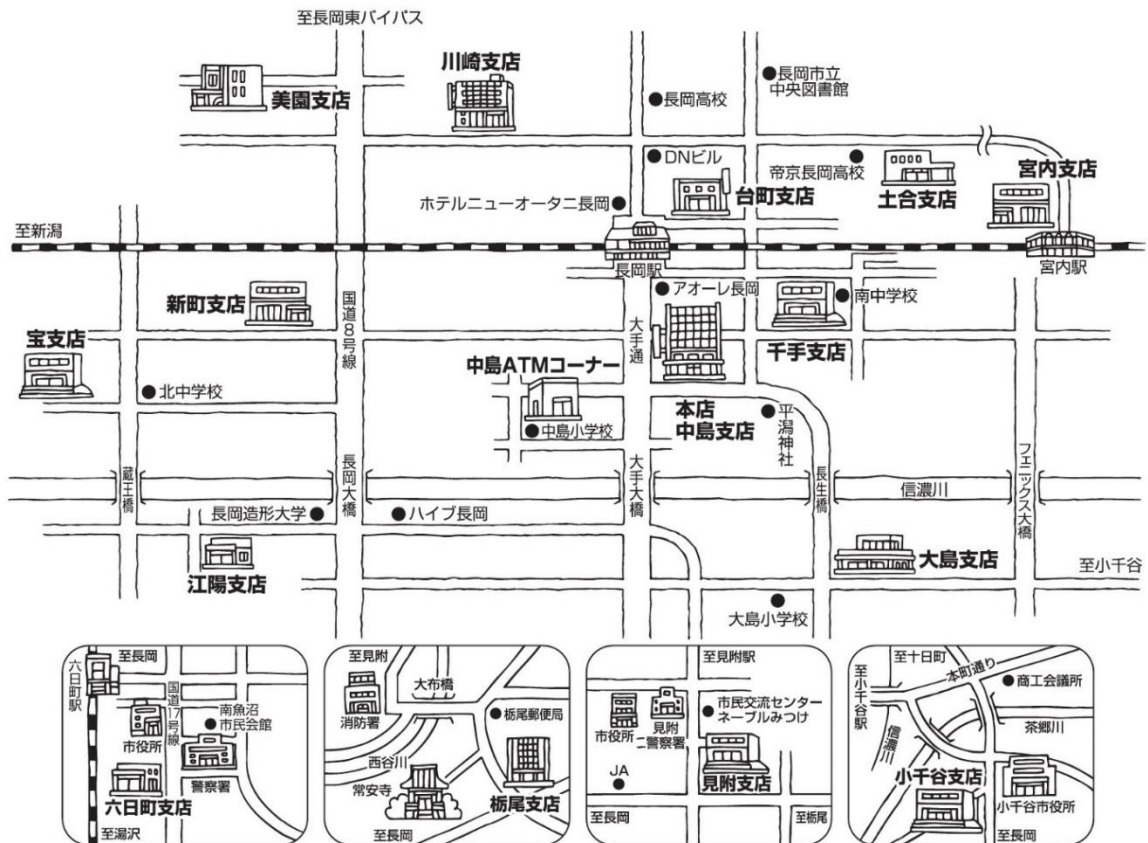 至長岡東バイパス
川崎支店
美園支店
長岡高校
長岡市立
中央図書館
DNビル
帝京長岡高校
土合支店
宮内支店
台町支店
ホテルニューオータニ長岡
至新潟
長岡駅
宮内駅
アオーレ長岡
南中学校
新町支店
国道8号線
大手通
千手支店
宝支店
北中学校
中島ATMコーナー
中島小学校
本店
中島支店
平潟神社
蔵王橋
長岡大橋
大手大橋
長生橋
フェニックス大橋
信濃川
長岡造形大学
ハイブ長岡
江陽支店
大島支店
至小千谷
大島小学校
六日町駅
至長岡
国道17号線
南魚沼
市民会館
市役所
警察署
六日町支店
至湯沢
至見附
大布橋
消防署
栃尾郵便局
西谷川
常安寺
栃尾支店
至長岡
至見附駅
市民交流センター
ネーブルみつけ
市役所
見附
警察署
JA
見附支店
至長岡
至栃尾
至十日町
本町通り
至小千谷駅
商工会議所
茶郷川
信濃川
小千谷支店
小千谷市役所
至長岡